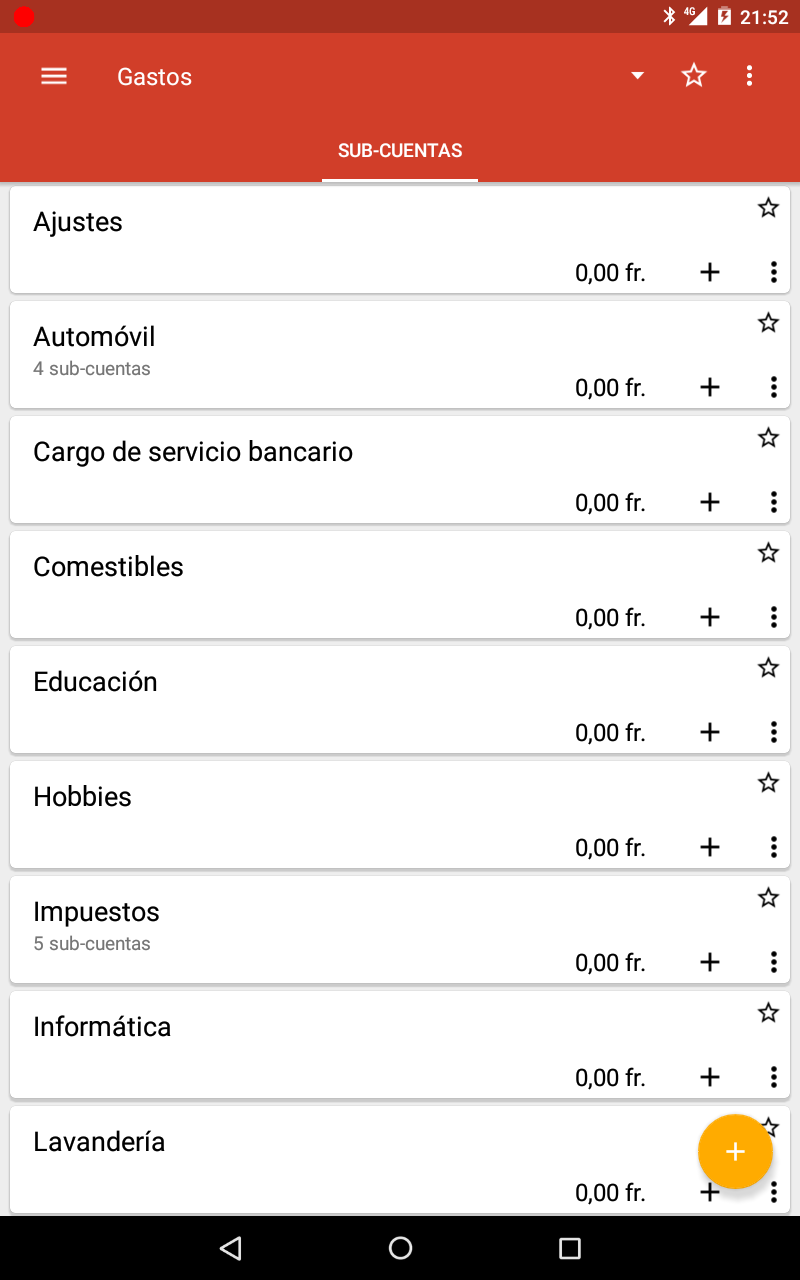 4G 21:52
Gastos
SUB-CUENTAS
Ajustes
0,00 fr.
Automóvil
4 sub-cuentas
0,00 fr.
Cargo de servicio bancario
0,00 fr.
Comestibles
0,00 fr.
Educación
0,00 fr.
Hobbies
0,00 fr.
Impuestos
5 sub-cuentas
0,00 fr.
Informática
0,00 fr.
Lavandería
0,00 fr.